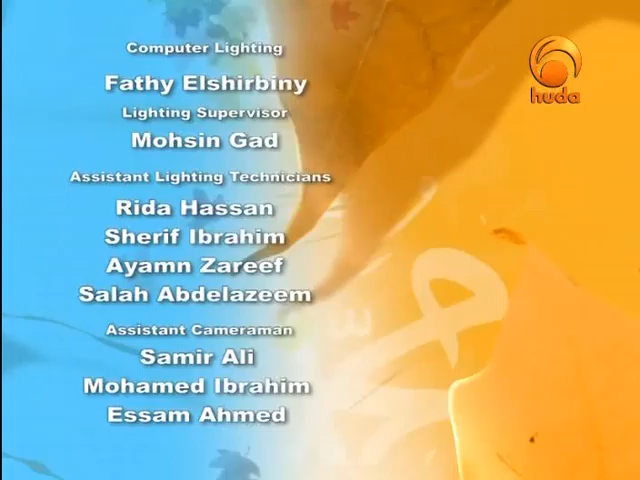 Computer Lighting
Fathy Elshirbiny
Lighting Supervisor
Mohsin Gad
Assistant Lighting Technicians
Rida Hassan
Sherif Ibrahim
Ayamn Zareef
Salah Abdelazeem
Assistant Cameraman
Samir Ali
Mohamed Ibrahim
Essam Ahmed
huda